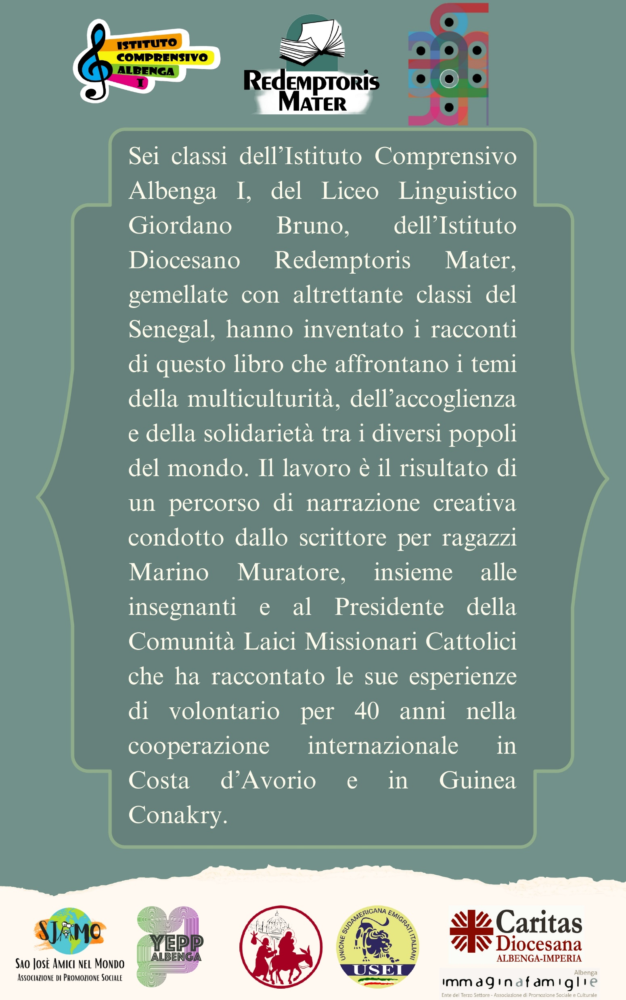 ISTITUTO
COMPRENSIVO
ALBENGA
I
REDEMPTORIS
MATER
Sei classi dell’Istituto Comprensivo
Albenga I, del Liceo Linguistico
Giordano Bruno, dell’Istituto
Diocesano Redemptoris Mater,
gemellate con altrettante classi del
Senegal, hanno inventato i racconti
di questo libro che affrontano i temi
della multiculturità, dell’accoglienza
e della solidarietà tra i diversi popoli
del mondo. Il lavoro è il risultato di
un percorso di narrazione creativa
condotto dallo scrittore per ragazzi
Marino Muratore, insieme alle
insegnanti e al Presidente della
Comunità Laici Missionari Cattolici
che ha raccontato le sue esperienze
di volontario per 40 anni nella
cooperazione internazionale in
Costa d’Avorio e in Guinea
Conakry.
SJAMO
SAO JOSÈ AMICI NEL MONDO
ASSOCIAZIONE DI PROMOZIONE SOCIALE
YEPP
ALBENGA
UNIONE SUDAMERICANA EMIGRATI ITALIANI
USEI
Caritas
Diocesana
ALBENGA-IMPERIA
Albenga
immaginafamiglie
Ente del Terzo Settore - Associazione di Promozione Sociale e Culturale